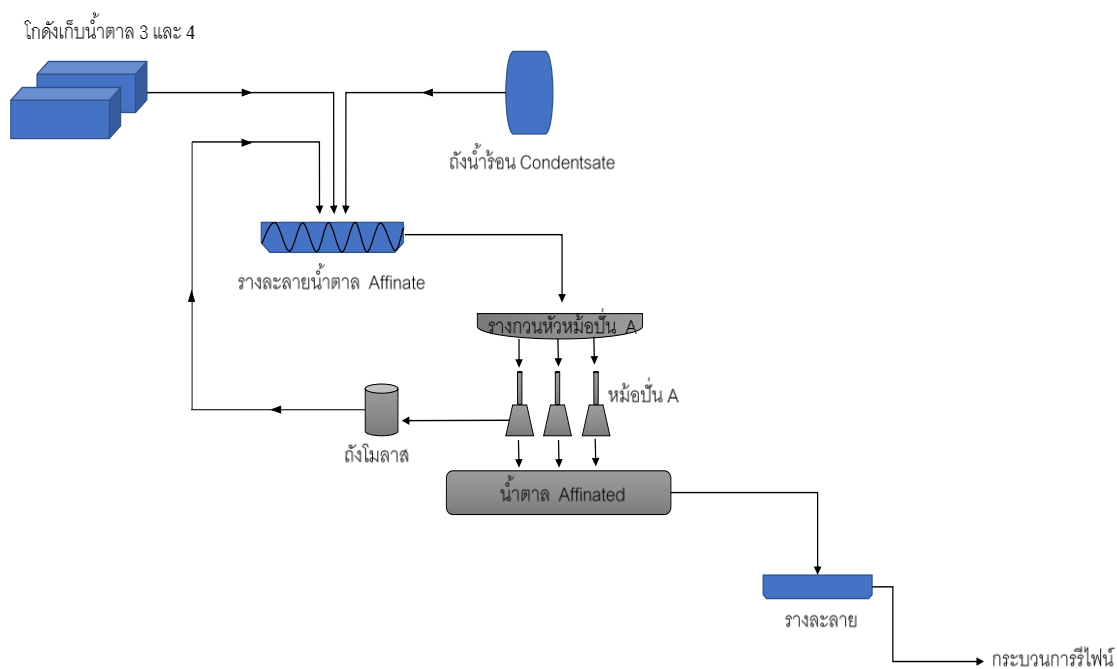 โกดังเก็บน้ำตาล 3 และ 4
ถังน้ำร้อน Condentsate
รางละลายน้ำตาล Affinate
รางกวนหัวหม้อปั่น A
หม้อปั่น A
ถังโมลาส
น้ำตาล Affinated
รางละลาย
กระบวนการรีไฟน์